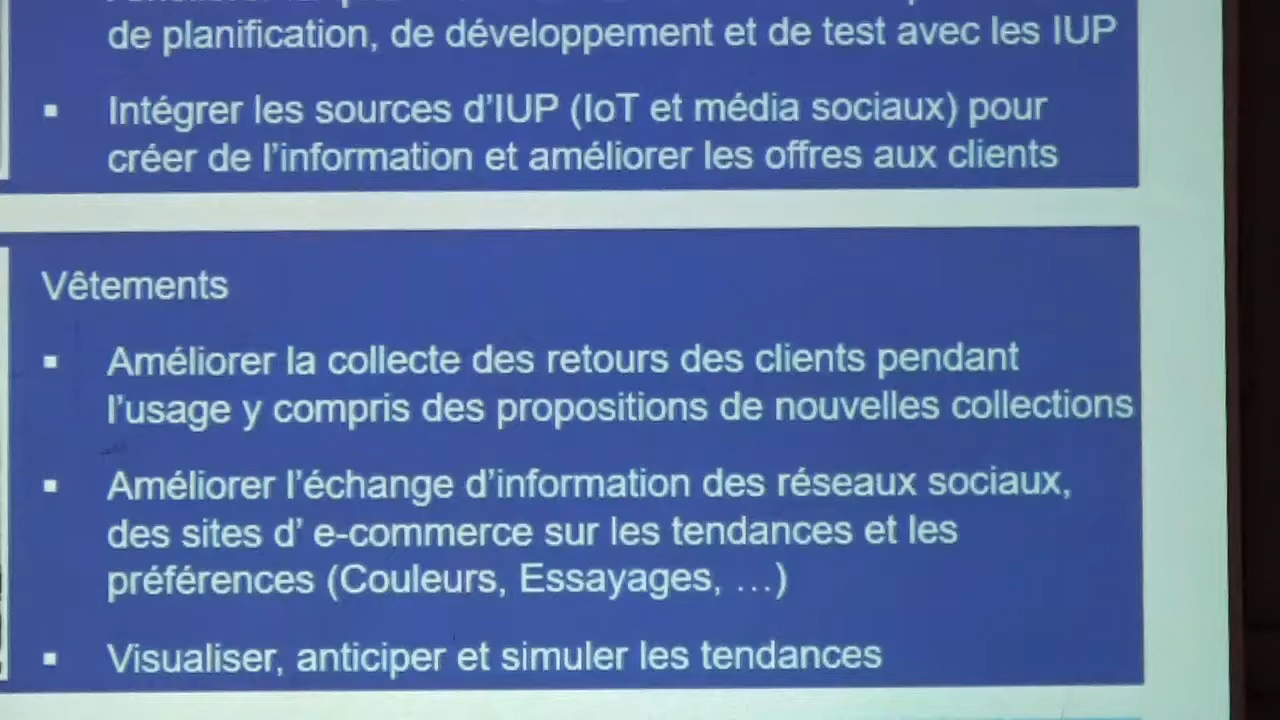 de planification, de développement et de test avec les IUP
▪ Intégrer les sources d'IUP (IoT et média sociaux) pour
créer de l'information et améliorer les offres aux clients
Vêtements
▪ Améliorer la collecte des retours des clients pendant
l'usage y compris des propositions de nouvelles collections
▪ Améliorer l'échange d'information des réseaux sociaux,
des sites d' e-commerce sur les tendances et les
préférences (Couleurs, Essayages, …)
▪ Visualiser, anticiper et simuler les tendances